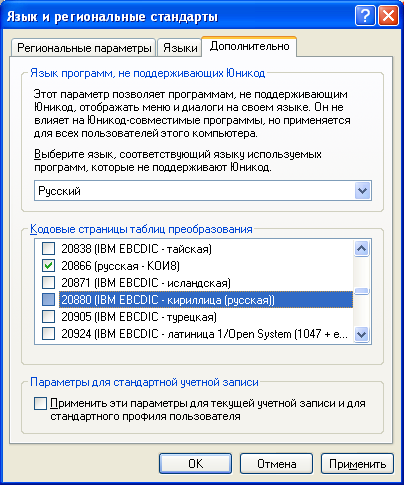 Язык и региональные стандарты
Региональные параметры Языки Дополнительно
Язык программ, не поддерживающих Юникод
Этот параметр позволяет программам, не поддерживающим
Юникод, отображать меню и диалоги на своем языке. Он не
влияет на Юникод-совместимые программы, но применяется
для всех пользователей этого компьютера.
Выберите язык, соответствующий языку используемых
программ, которые не поддерживают Юникод.
Русский
Кодовые страницы таблиц преобразования
20838 (IBM EBCDIC - тайская)
20866 (русская - КОИ8)
20871 (IBM EBCDIC - исландская)
20880 (IBM EBCDIC - кириллица (русская))
20905 (IBM EBCDIC - турецкая)
20924 (IBM EBCDIC - латиница 1/Open System (1047 + е...
Параметры для стандартной учетной записи
Применить эти параметры для текущей учетной записи и для
стандартного профиля пользователя
OK Отмена Применить